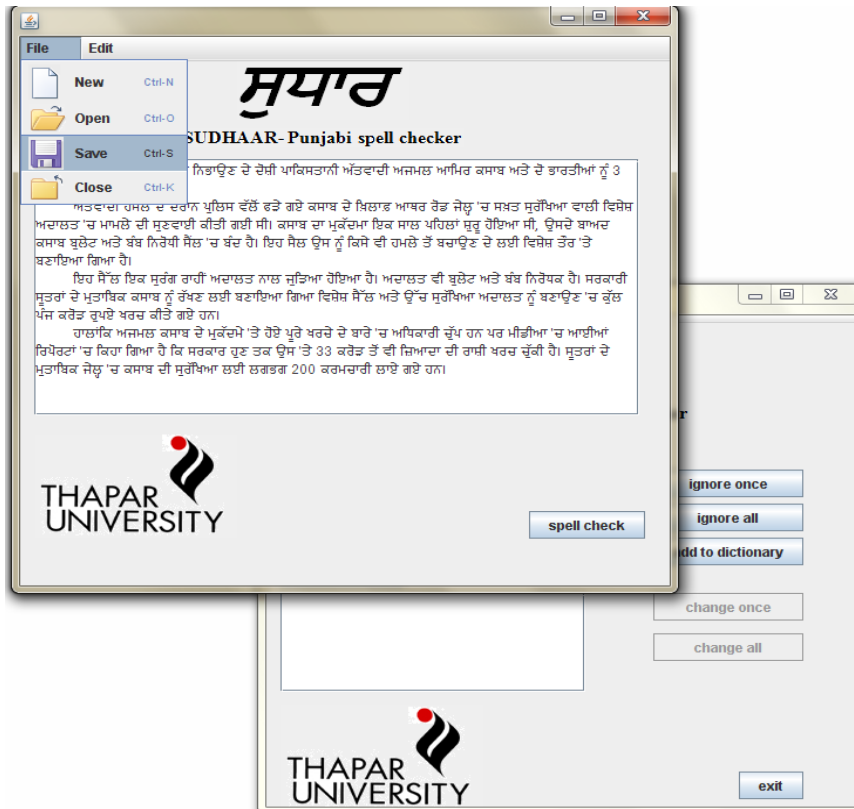 File Edit
New Ctrl-N
Open Ctrl-O
Save Ctrl-S
Close Ctrl-K
ਸੁਧਾਰ
SUDHAAR- Punjabi spell checker
ਨਿਭਾਉਣ ਦੇ ਦੋਸ਼ੀ ਪਾਕਿਸਤਾਨੀ ਅੱਤਵਾਦੀ ਅਜਮਲ ਆਮਿਰ ਕਸਾਬ ਅਤੇ ਦੋ ਭਾਰਤੀਆਂ ਨੂੰ 3
ਅੱਤਵਾਦੀ ਹਮਲੇ ਦੇ ਦੌਰਾਨ ਪੁਲਿਸ ਵੱਲੋਂ ਫੜੇ ਗਏ ਕਸਾਬ ਦੇ ਖ਼ਿਲਾਫ਼ ਆਥਰ ਰੋਡ ਜੇਲ੍ਹ 'ਚ ਸਖ਼ਤ ਸੁਰੱਖਿਆ ਵਾਲੀ ਵਿਸ਼ੇਸ਼
ਅਦਾਲਤ 'ਚ ਮਾਮਲੇ ਦੀ ਸੁਣਵਾਈ ਕੀਤੀ ਗਈ ਸੀ। ਕਸਾਬ ਦਾ ਮੁਕੱਦਮਾ ਇਕ ਸਾਲ ਪਹਿਲਾਂ ਸ਼ੁਰੂ ਹੋਇਆ ਸੀ, ਉਸਦੇ ਬਾਅਦ
ਕਸਾਬ ਬੁਲੇਟ ਅਤੇ ਬੰਬ ਨਿਰੋਧੀ ਸੈੱਲ 'ਚ ਬੰਦ ਹੈ। ਇਹ ਸੈਲ ਉਸ ਨੂੰ ਕਿਸੇ ਵੀ ਹਮਲੇ ਤੋਂ ਬਚਾਉਣ ਦੇ ਲਈ ਵਿਸ਼ੇਸ਼ ਤੌਰ 'ਤੇ
ਬਣਾਇਆ ਗਿਆ ਹੈ।
ਇਹ ਸੈੱਲ ਇਕ ਸੁਰੰਗ ਰਾਹੀਂ ਅਦਾਲਤ ਨਾਲ ਜੁੜਿਆ ਹੋਇਆ ਹੈ। ਅਦਾਲਤ ਵੀ ਬੁਲੇਟ ਅਤੇ ਬੰਬ ਨਿਰੋਧਕ ਹੈ। ਸਰਕਾਰੀ
ਸੂਤਰਾਂ ਦੇ ਮੁਤਾਬਿਕ ਕਸਾਬ ਨੂੰ ਰੱਖਣ ਲਈ ਬਣਾਇਆ ਗਿਆ ਵਿਸ਼ੇਸ਼ ਸੈੱਲ ਅਤੇ ਉੱਚ ਸੁਰੱਖਿਆ ਅਦਾਲਤ ਨੂੰ ਬਣਾਉਣ 'ਚ ਕੁੱਲ
ਪੰਜ ਕਰੋੜ ਰੁਪਏ ਖਰਚ ਕੀਤੇ ਗਏ ਹਨ।
ਹਾਲਾਂਕਿ ਅਜਮਲ ਕਸਾਬ ਦੇ ਮੁਕੱਦਮੇ 'ਤੇ ਹੋਏ ਪੂਰੇ ਖਰਚੇ ਦੇ ਬਾਰੇ 'ਚ ਅਧਿਕਾਰੀ ਚੁੱਪ ਹਨ ਪਰ ਮੀਡੀਆ 'ਚ ਆਈਆਂ
ਰਿਪੋਰਟਾਂ 'ਚ ਕਿਹਾ ਗਿਆ ਹੈ ਕਿ ਸਰਕਾਰ ਹੁਣ ਤਕ ਉਸ 'ਤੇ 33 ਕਰੋੜ ਤੋਂ ਵੀ ਜ਼ਿਆਦਾ ਦੀ ਰਾਸ਼ੀ ਖਰਚ ਚੁੱਕੀ ਹੈ। ਸੂਤਰਾਂ ਦੇ
ਮੁਤਾਬਿਕ ਜੇਲ੍ਹ 'ਚ ਕਸਾਬ ਦੀ ਸੁਰੱਖਿਆ ਲਈ ਲਗਭਗ 200 ਕਰਮਚਾਰੀ ਲਾਏ ਗਏ ਹਨ।
THAPAR
UNIVERSITY
spell check
ignore once
ignore all
to dictionary
change once
change all
THAPAR
UNIVERSITY
exit